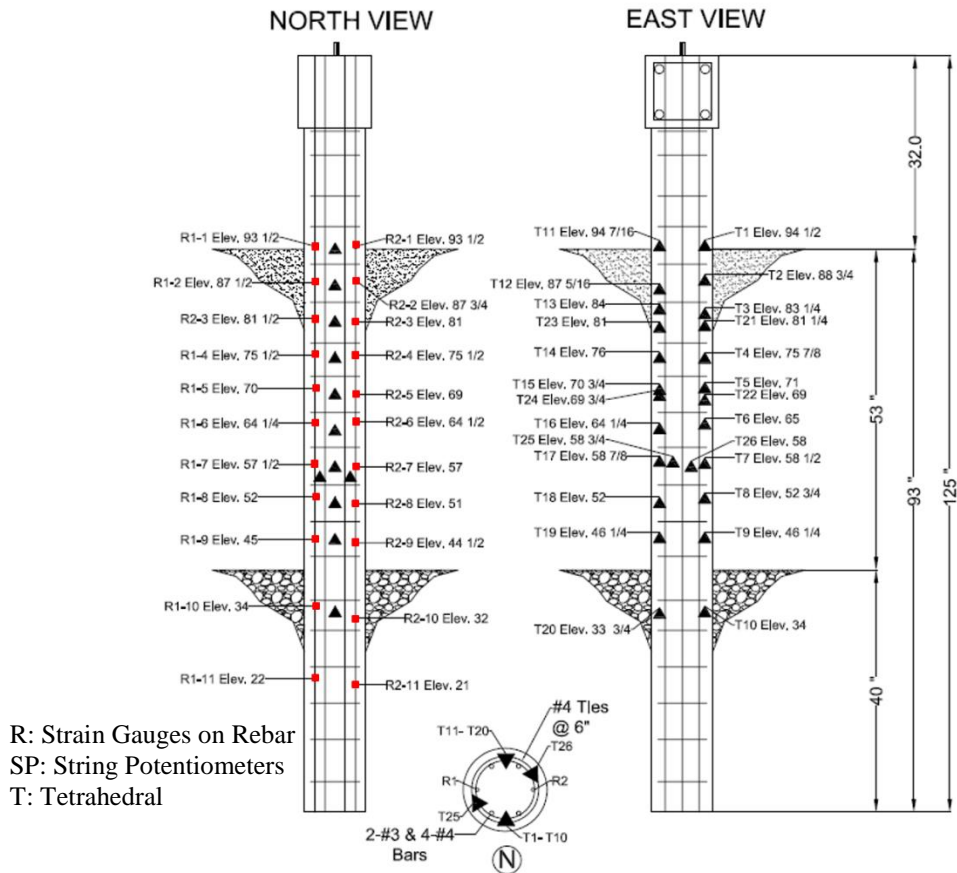 NORTH VIEW
EAST VIEW
R1-1 Elev. 93 1/2
R2-1 Elev. 93 1/2
R1-2 Elev. 87 1/2
R2-2 Elev. 87 3/4
R2-3 Elev. 81 1/2
R2-3 Elev. 81
R1-4 Elev. 75 1/2
R2-4 Elev. 75 1/2
R1-5 Elev. 70
R2-5 Elev. 69
R1-6 Elev. 64 1/4
R2-6 Elev. 64 1/2
R1-7 Elev. 57 1/2
R2-7 Elev. 57
R1-8 Elev. 52
R2-8 Elev. 51
R1-9 Elev. 45
R2-9 Elev. 44 1/2
R1-10 Elev. 34
R2-10 Elev. 32
R1-11 Elev. 22
R2-11 Elev. 21
T11 Elev. 94 7/16
T1 Elev. 94 1/2
T2 Elev. 88 3/4
T12 Elev. 87 5/16
T13 Elev. 84
T3 Elev. 83 1/4
T23 Elev. 81
T21 Elev. 81 1/4
T14 Elev. 76
T4 Elev. 75 7/8
T15 Elev. 70 3/4
T5 Elev. 71
T24 Elev.69 3/4
T22 Elev. 69
T16 Elev. 64 1/4
T6 Elev. 65
T25 Elev. 58 3/4
T26 Elev. 58
T17 Elev. 58 7/8
T7 Elev. 58 1/2
T18 Elev. 52
T8 Elev. 52 3/4
T19 Elev. 46 1/4
T9 Elev. 46 1/4
T20 Elev. 33 3/4
T10 Elev. 34
32.0
53 "
93 "
125 "
40 "
R: Strain Gauges on Rebar
SP: String Potentiometers
T: Tetrahedral
#4 Ties
@ 6"
T11- T20
T26
R1
R2
T25
T1- T10
2-#3 & 4-#4
Bars
N